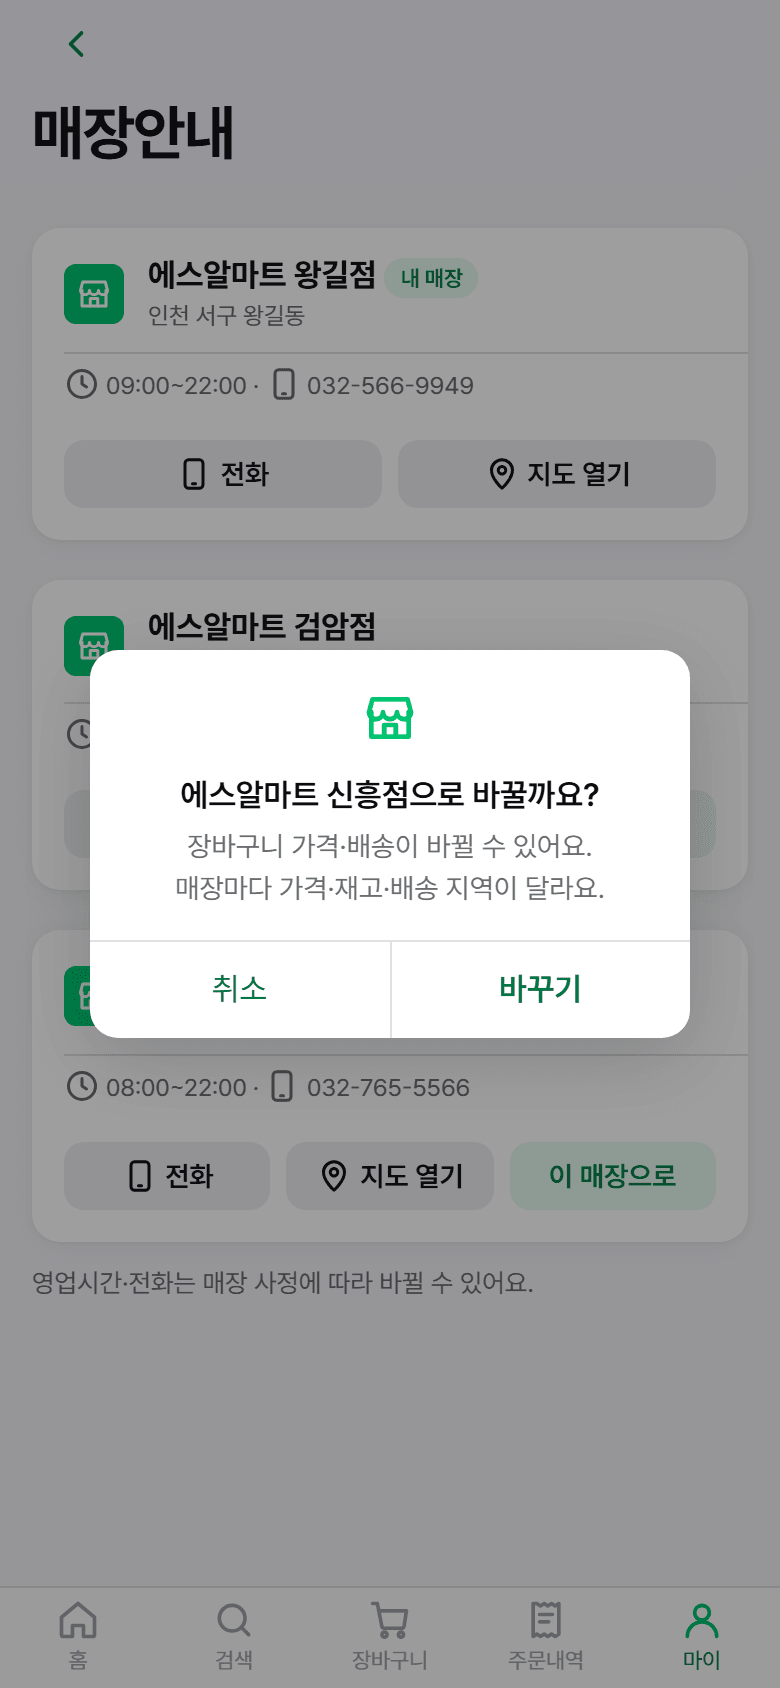 매장안내
에스알마트 왕길점 내 매장
인천 서구 왕길동
09:00~22:00 · 032-566-9949
전화 지도 열기
에스알마트 검암점
에스알마트 신흥점으로 바꿀까요?
장바구니 가격·배송이 바뀔 수 있어요.
매장마다 가격·재고·배송 지역이 달라요.
취소 바꾸기
08:00~22:00 · 032-765-5566
전화 지도 열기 이 매장으로
영업시간·전화는 매장 사정에 따라 바뀔 수 있어요.
홈 검색 장바구니 주문내역 마이